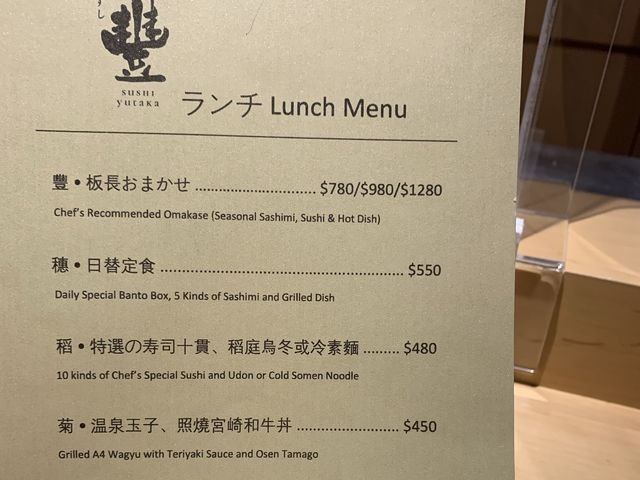 すし
豐
sushi
yutaka
ランチ Lunch Menu
豐 • 板長おまかせ .............................. $780/$980/$1280
Chef's Recommended Omakase (Seasonal Sashimi, Sushi & Hot Dish)
穗 • 日替定食 ............................................................. $550
Daily Special Banto Box, 5 Kinds of Sashimi and Grilled Dish
稻 • 特選の寿司十貫、稻庭烏冬或冷素麵 ......... $480
10 kinds of Chef's Special Sushi and Udon or Cold Somen Noodle
菊 • 温泉玉子、照燒宮崎和牛丼 ......................... $450
Grilled A4 Wagyu with Teriyaki Sauce and Osen Tamago